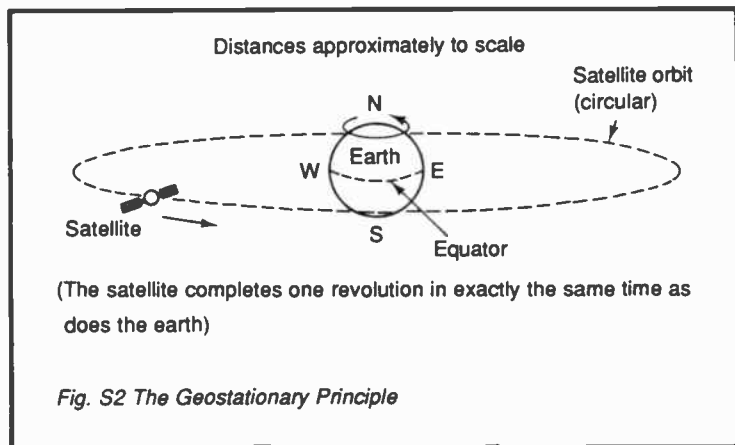 Distances approximately to scale
Satellite orbit
(circular)
N
Earth
W
E
Satellite
S
Equator
(The satellite completes one revolution in exactly the same time as
does the earth)
Fig. S2 The Geostationary Principle